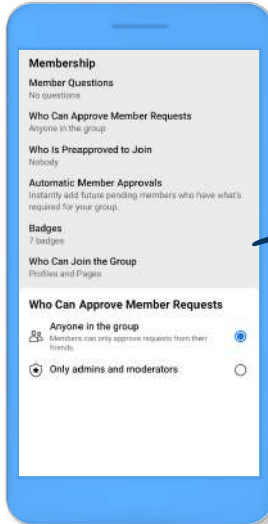 Membership
Member Questions
No questions
Who Can Approve Member Requests
Anyone in the group
Who Is Preapproved to Join
Nobody
Automatic Member Approvals
Instantly add future pending members who have what's
required for your group.
Badges
7 badges
Who Can Join the Group
Profiles and Pages
Who Can Approve Member Requests
Anyone in the group
Members can only approve requests from their
friends.
Only admins and moderators